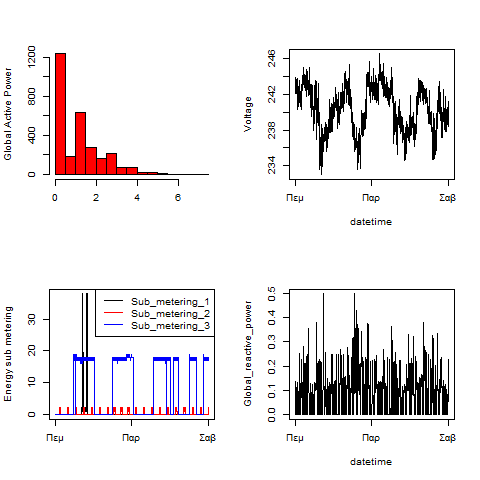 Global Active Power
0 400 800 1200
0 2 4 6
Voltage
234 238 242 246
Πεμ Παρ Σαβ
datetime
Energy sub metering
0 10 20 30
Sub_metering_1
Sub_metering_2
Sub_metering_3
Πεμ Παρ Σαβ
Global_reactive_power
0.0 0.1 0.2 0.3 0.4 0.5
Πεμ Παρ Σαβ
datetime